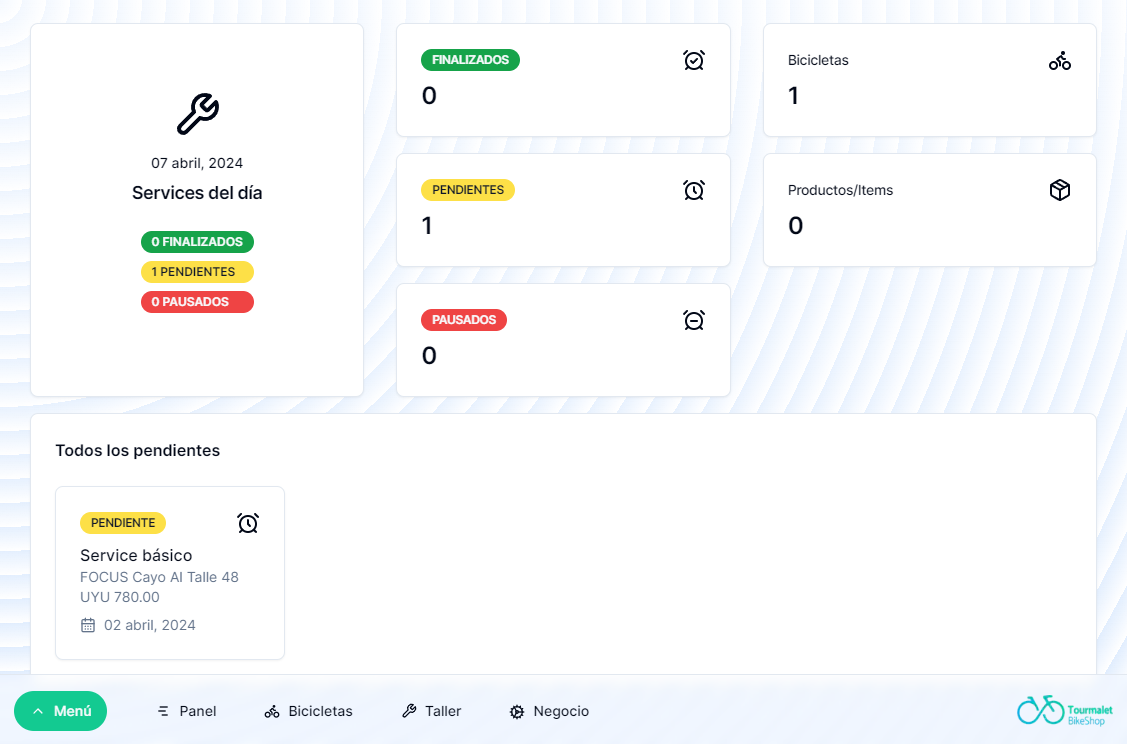 07 abril, 2024
Services del día
0 FINALIZADOS
1 PENDIENTES
0 PAUSADOS
FINALIZADOS
0
PENDIENTES
1
PAUSADOS
0
Bicicletas
1
Productos/Items
0
Todos los pendientes
PENDIENTE
Service básico
FOCUS Cayo Al Talle 48
UYU 780.00
02 abril, 2024
Menú
Panel
Bicicletas
Taller
Negocio
Tourmalet
BikeShop